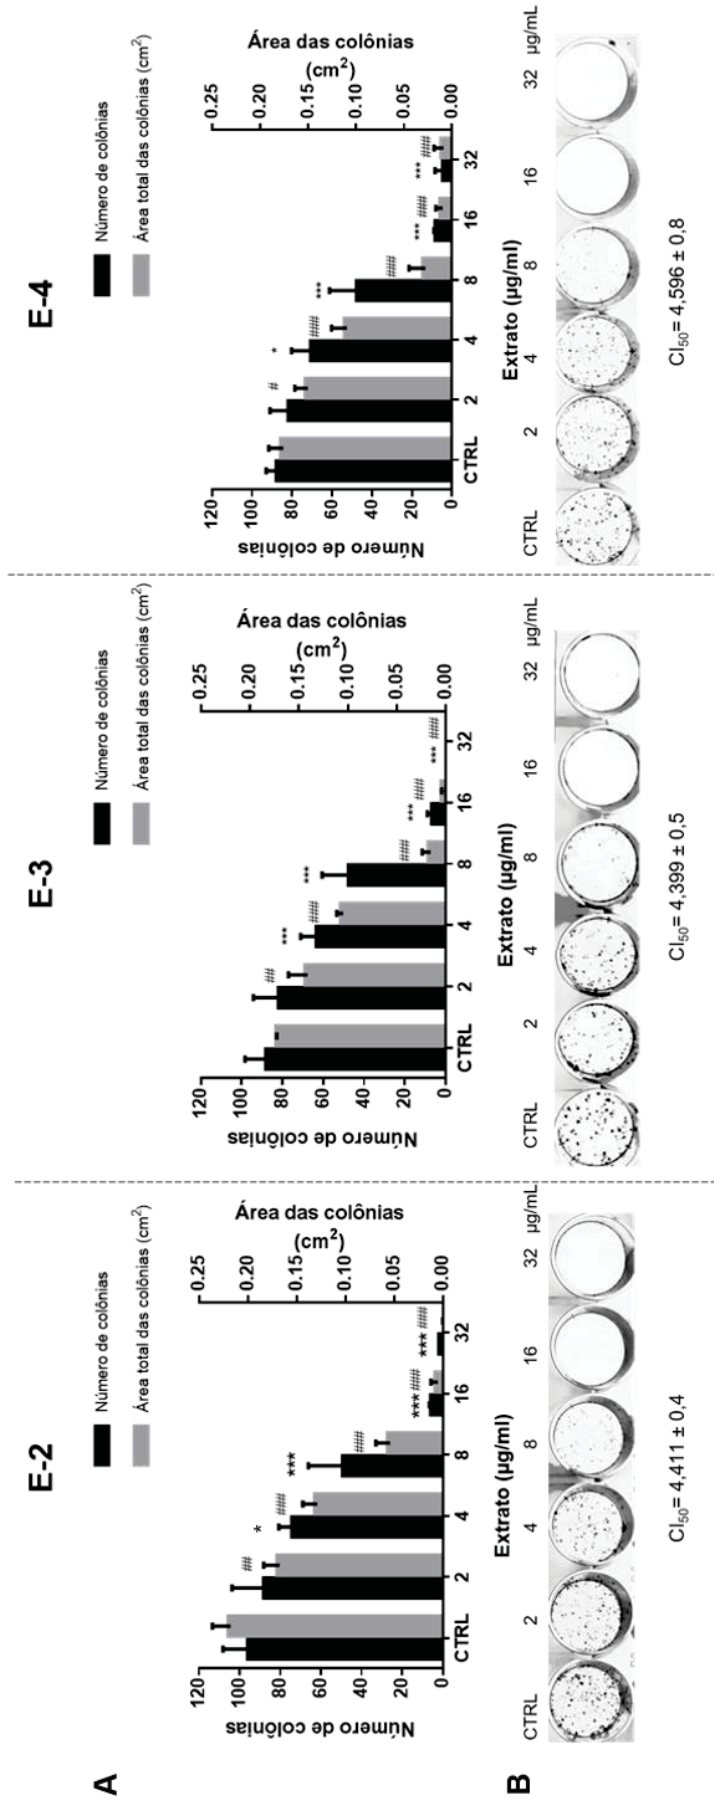 A
E-2
Número de colônias
Área total das colônias (cm²)
Número de colônias
120
100
80
60
40
20
0
Área das colônias
(cm²)
0.25
0.20
0.15
0.10
0.05
0.00
##
*
###
***
###
*** ###
*** ###
CTRL
2
4
8
16
32
Extrato (µg/ml)
E-3
Número de colônias
Área total das colônias (cm²)
Número de colônias
120
100
80
60
40
20
0
Área das colônias
(cm²)
0.25
0.20
0.15
0.10
0.05
0.00
##
***
###
***
###
***
###
*** ###
CTRL
2
4
8
16
32
Extrato (µg/ml)
E-4
Número de colônias
Área total das colônias (cm²)
Número de colônias
120
100
80
60
40
20
0
Área das colônias
(cm²)
0.25
0.20
0.15
0.10
0.05
0.00
#
*
###
***
###
***
###
***
###
CTRL
2
4
8
16
32
Extrato (µg/ml)
B
CTRL 2 4 8 16 32 µg/mL
CI₅₀= 4,411 ± 0,4
CTRL 2 4 8 16 32 µg/mL
CI₅₀= 4,399 ± 0,5
CTRL 2 4 8 16 32 µg/mL
CI₅₀= 4,596 ± 0,8